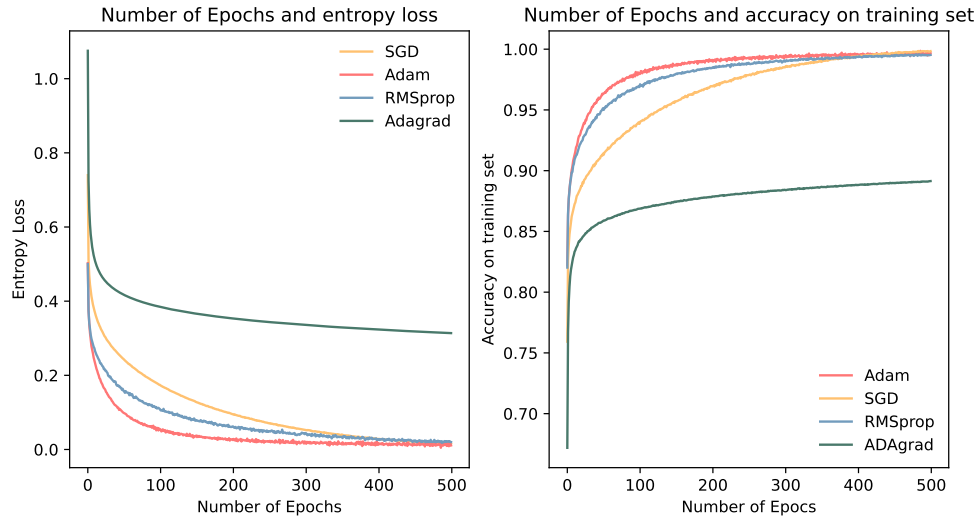 Number of Epochs and entropy loss
Entropy Loss
1.0
0.8
0.6
0.4
0.2
0.0
SGD
Adam
RMSprop
Adagrad
0 100 200 300 400 500
Number of Epochs
Number of Epochs and accuracy on training set
Accuracy on training set
1.00
0.95
0.90
0.85
0.80
0.75
0.70
Adam
SGD
RMSprop
ADAgrad
0 100 200 300 400 500
Number of Epocs